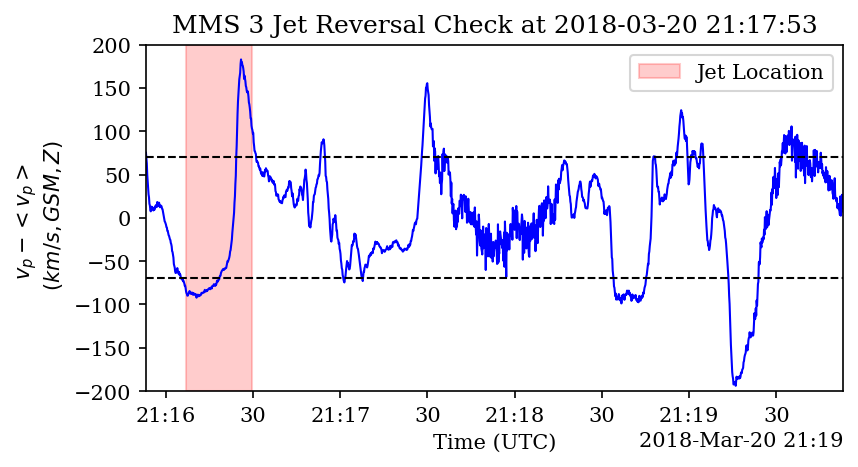 MMS 3 Jet Reversal Check at 2018-03-20 21:17:53
Jet Location
v_p - < v_p >
(km/s, GSM, Z)
200
150
100
50
0
−50
−100
−150
−200
21:16
30
21:17
30
21:18
30
21:19
30
Time (UTC)
2018-Mar-20 21:19